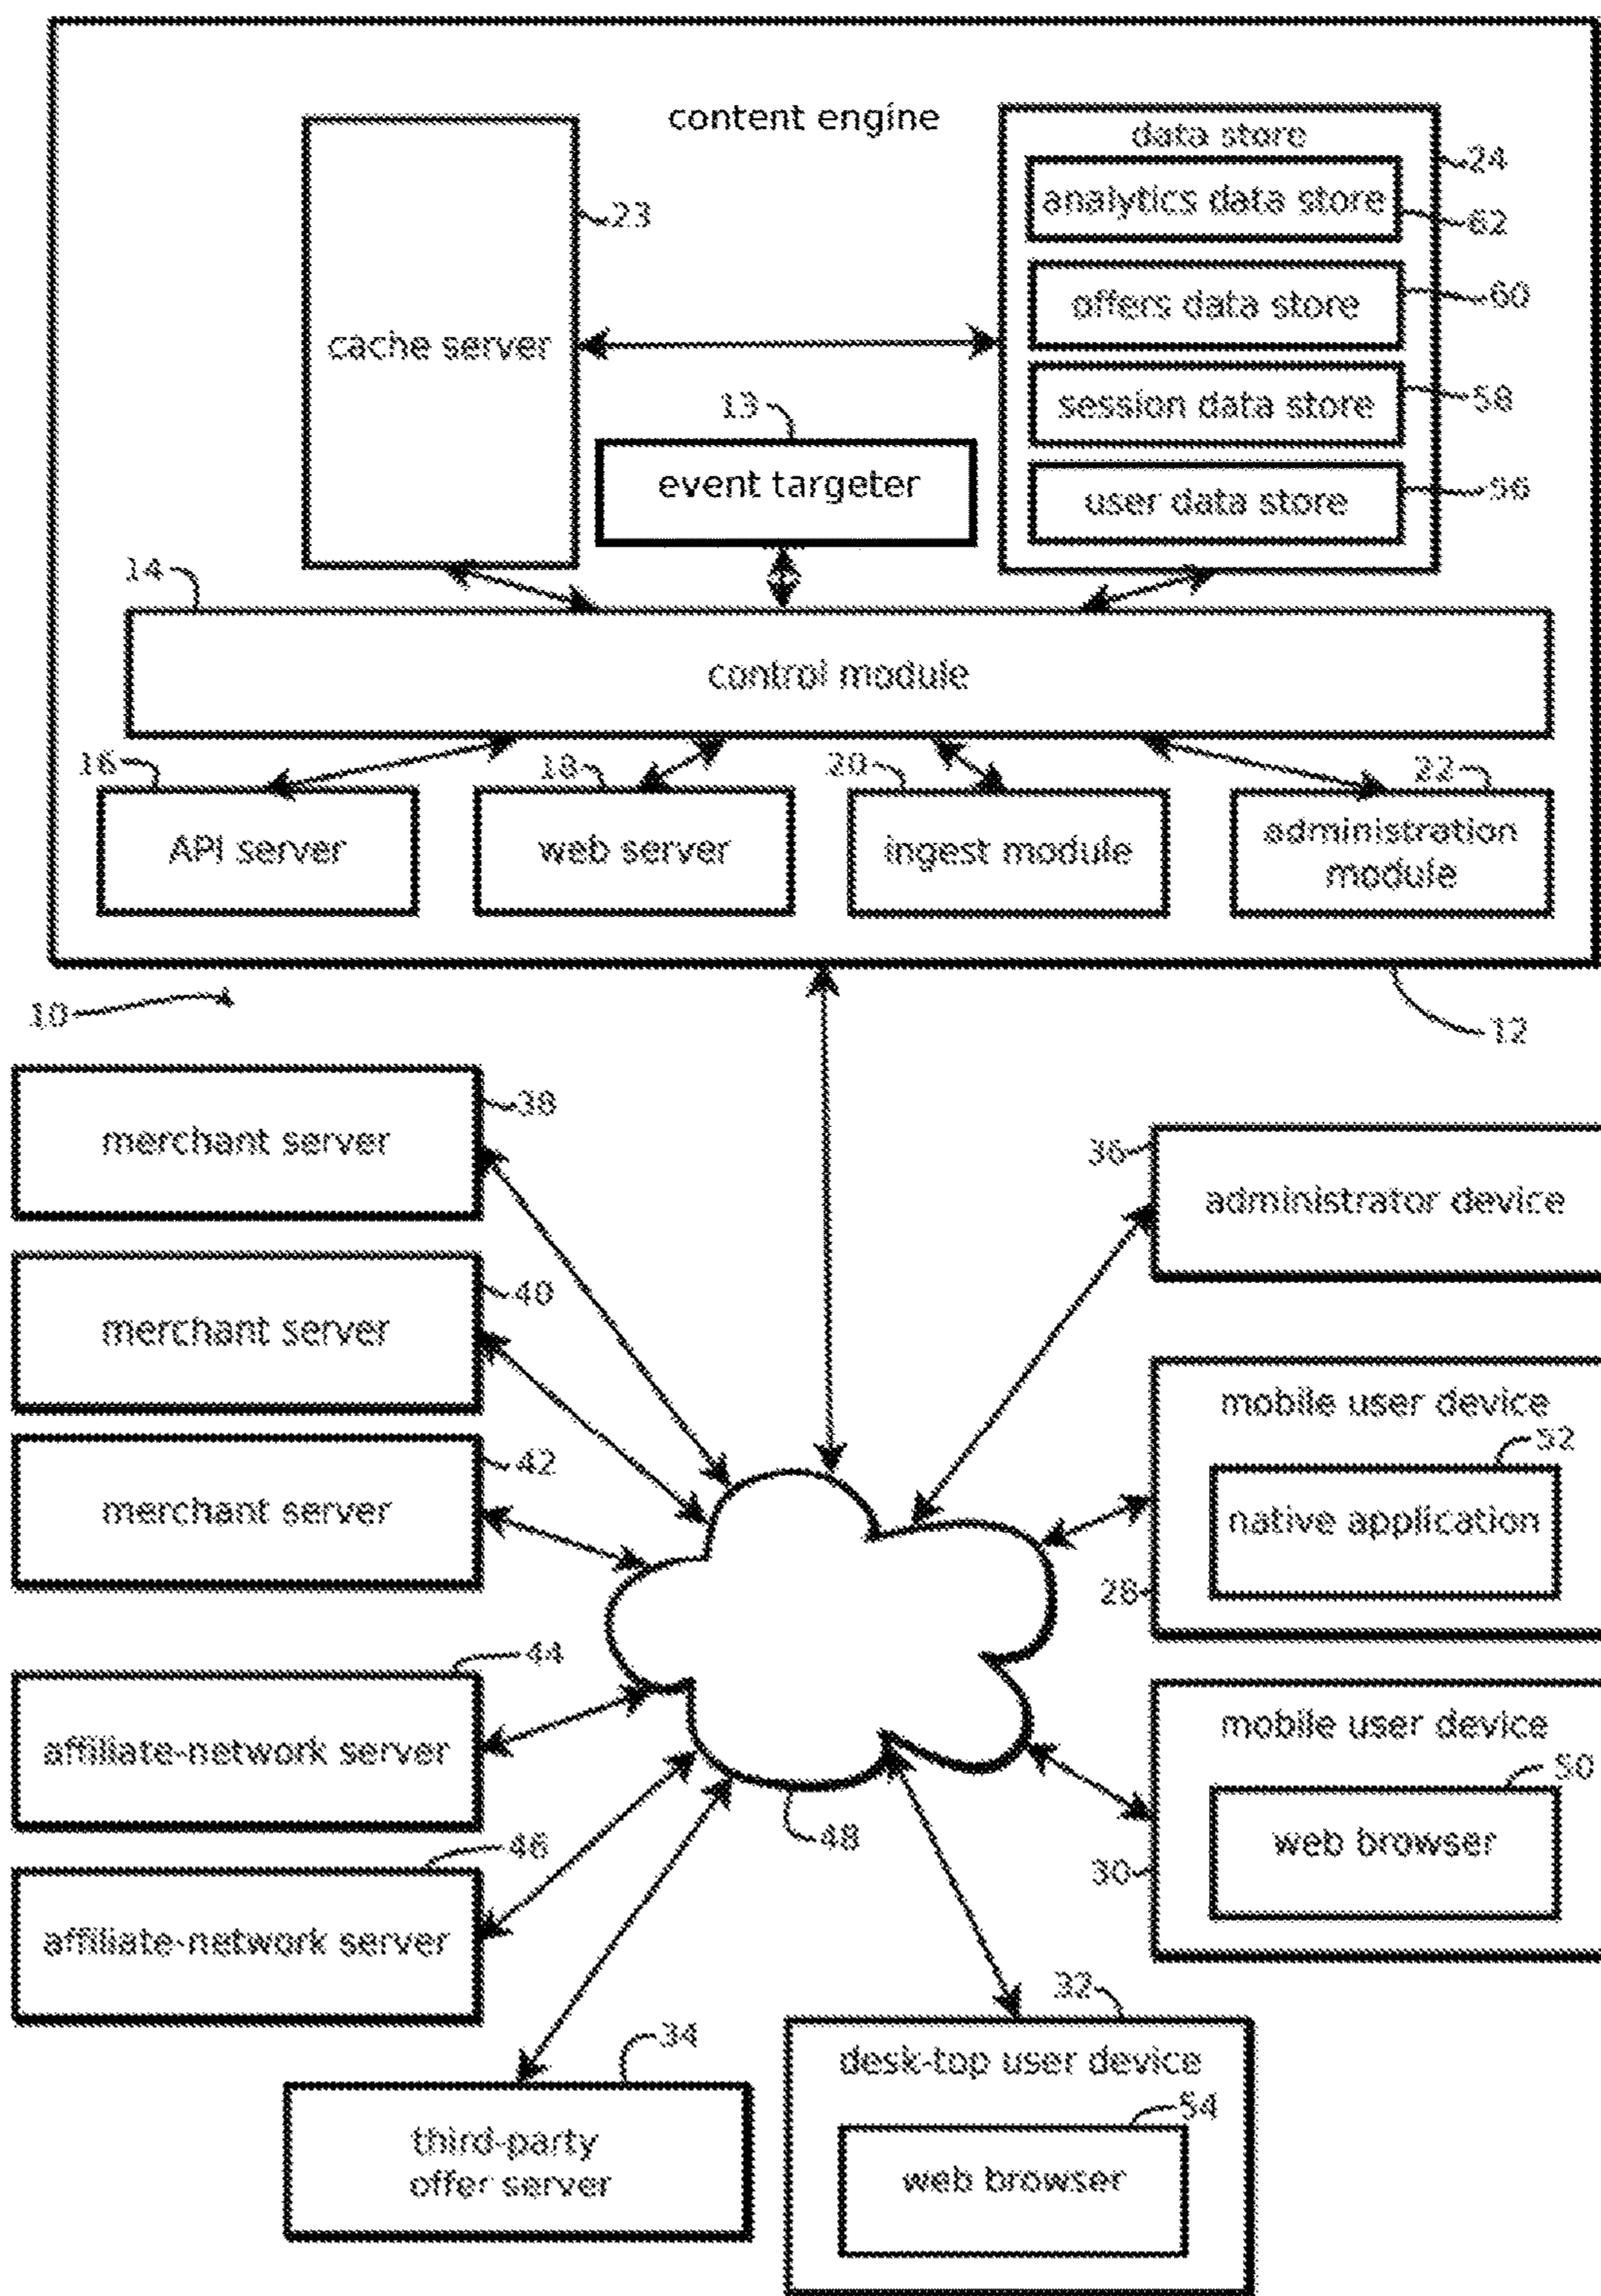 content engine
data store
24
analytics data store
62
23
offers data store
60
cache server
13
session data store
58
event targeter
user data store
56
14
control module
16
18
20
22
API server
web server
ingest module
administration
module
10
12
38
merchant server
36
administrator device
40
merchant server
mobile user device
52
42
merchant server
native application
28
44
mobile user device
affiliate-network server
50
48
46
web browser
30
affiliate-network server
32
34
desk-top user device
54
third-party
offer server
web browser